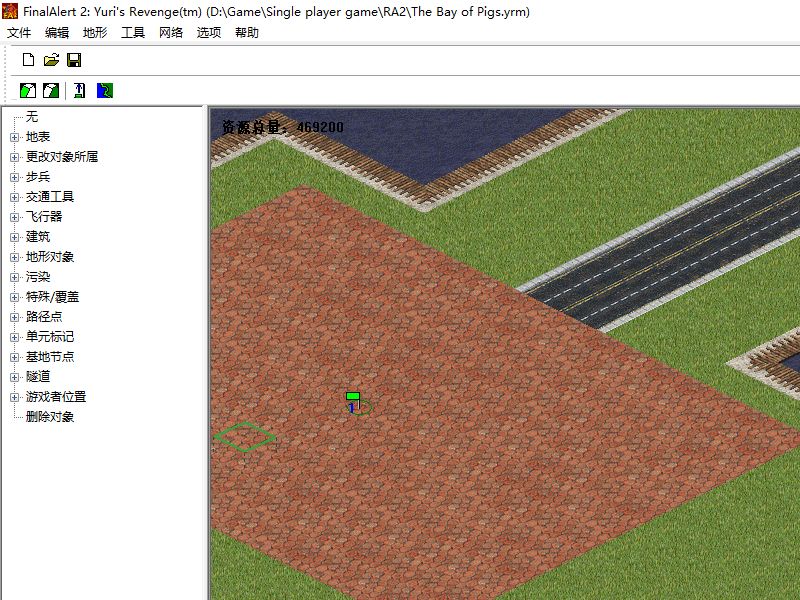 FinalAlert 2: Yuri's Revenge(tm) (D:\Game\Single player game\RA2\The Bay of Pigs.yrm)
文件 编辑 地形 工具 网络 选项 帮助
无
地表
更改对象所属
步兵
交通工具
飞行器
建筑
地形对象
污染
特殊/覆盖
路径点
单元标记
基地节点
隧道
游戏者位置
删除对象
资源总量: 469200
1